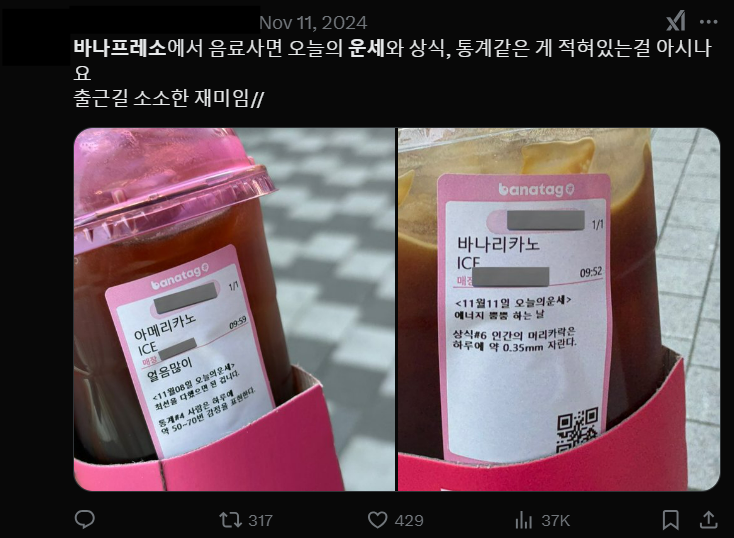 Nov 11, 2024
바나프레소에서 음료사면 오늘의 운세와 상식, 통계같은 게 적혀있는걸 아시나
요
출근길 소소한 재미임//
banatag
1/1
아메리카노
ICE
매장
09:59
얼음많이
<11월08일 오늘의운세>
최선을 다했으면 된 겁니다.
통계#4 사람은 하루에
약 50~70번 감정을 표현한다.
banatag
1/1
바나리카노
ICE
매장
09:52
<11월11일 오늘의운세>
에너지 뿜뿜 하는 날
상식#6 인간의 머리카락은
하루에 약 0.35mm 자란다.
317
429
37K